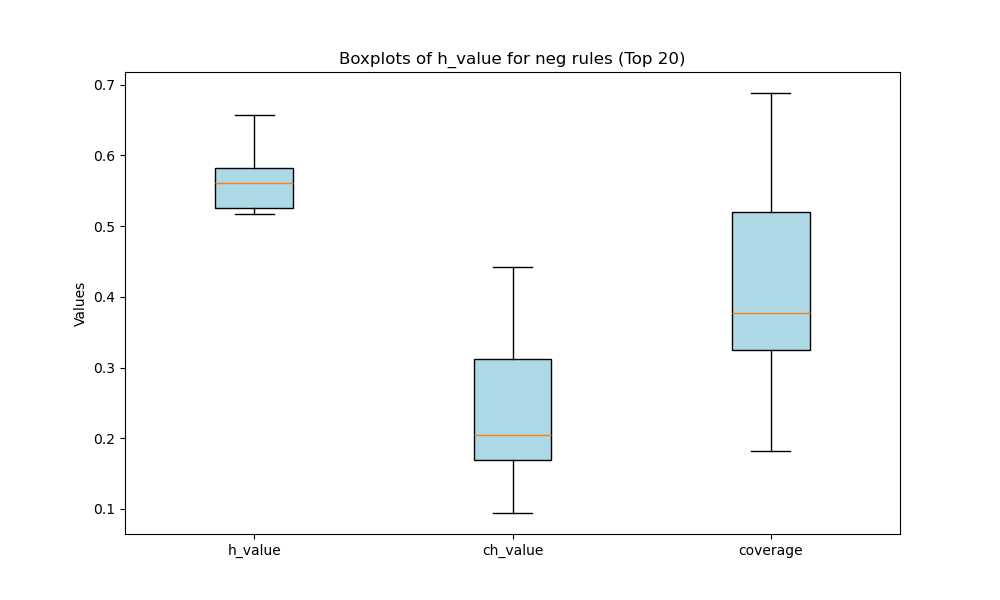 Boxplots of h_value for neg rules (Top 20)
0.7
0.6
0.5
0.4
0.3
0.2
0.1
Values
h_value
ch_value
coverage